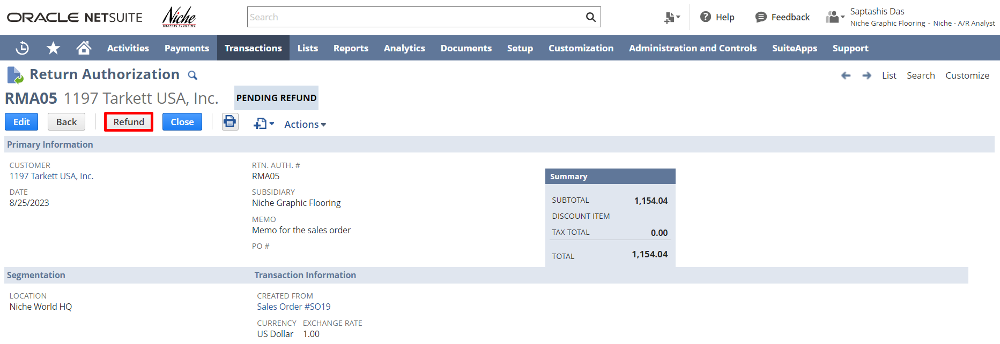 ORACLE NETSUITE
Niche
GRAPHIC FLOORING
Search
Help
Feedback
Saptashis Das
Niche Graphic Flooring - Niche - A/R Analyst
Activities Payments Transactions Lists Reports Analytics Documents Setup Customization Administration and Controls SuiteApps Support
Return Authorization
List Search Customize
RMA05 1197 Tarkett USA, Inc. PENDING REFUND
Edit Back Refund Close Actions
Primary Information
CUSTOMER
1197 Tarkett USA, Inc.
DATE
8/25/2023
RTN. AUTH. #
RMA05
SUBSIDIARY
Niche Graphic Flooring
MEMO
Memo for the sales order
PO #
Summary
SUBTOTAL 1,154.04
DISCOUNT ITEM
TAX TOTAL 0.00
TOTAL 1,154.04
Segmentation
LOCATION
Niche World HQ
Transaction Information
CREATED FROM
Sales Order #SO19
CURRENCY EXCHANGE RATE
US Dollar 1.00